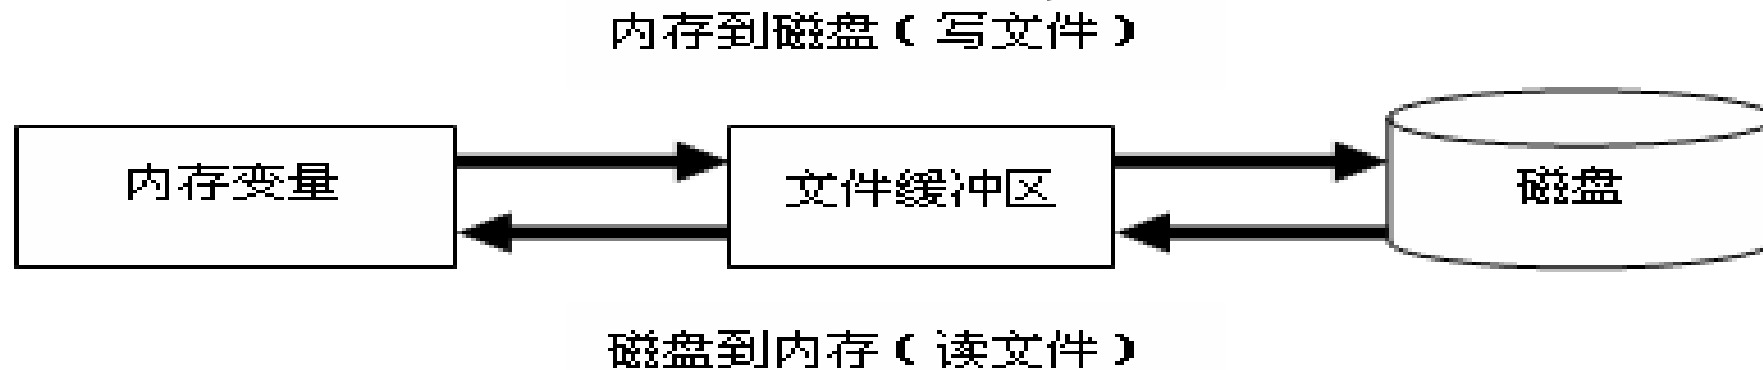 内存到磁盘（写文件）
内存变量
文件缓冲区
磁盘
磁盘到内存（读文件）